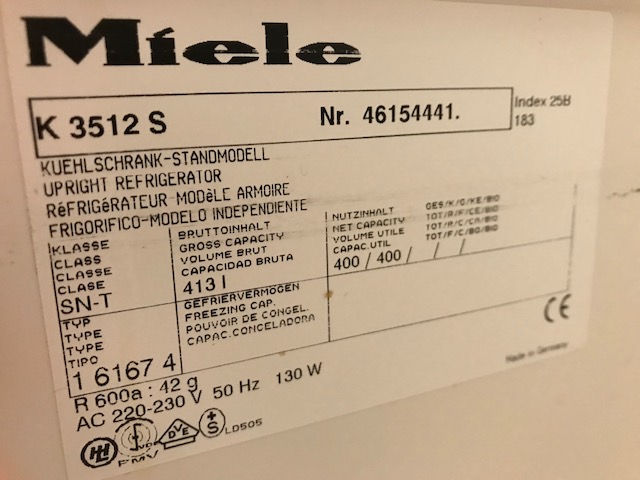 Miele
K 3512 S Nr. 46154441. Index 25B
183
KUEHLSCHRANK-STANDMODELL
UPRIGHT REFRIGERATOR
RéFRIGéRATEUR-MODèLE ARMOIRE
FRIGORIFICO-MODELO INDEPENDIENTE
KLASSE
CLASS
CLASSE
CLASE
SN-T
BRUTTOINHALT
GROSS CAPACITY
VOLUME BRUT
CAPACIDAD BRUTA
413 l
NUTZINHALT GES/K/G/KE/BIO
NET CAPACITY TOT/R/F/CE/BIO
VOLUME UTILE TOT/R/C/CA/BIO
CAPAC.UTIL TOT/F/C/BO/BIO
400 / 400 / / /
TYP
TYPE
TYPE
TIPO
1 6167 4
GEFRIERVERMÖGEN
FREEZING CAP.
POUVOIR DE CONGEL.
CAPAC.CONCELADORA
R 600a : 42 g
AC 220-230 V 50 Hz 130 W
CE
Made in Germany
DVE
+S
LD505
EMV